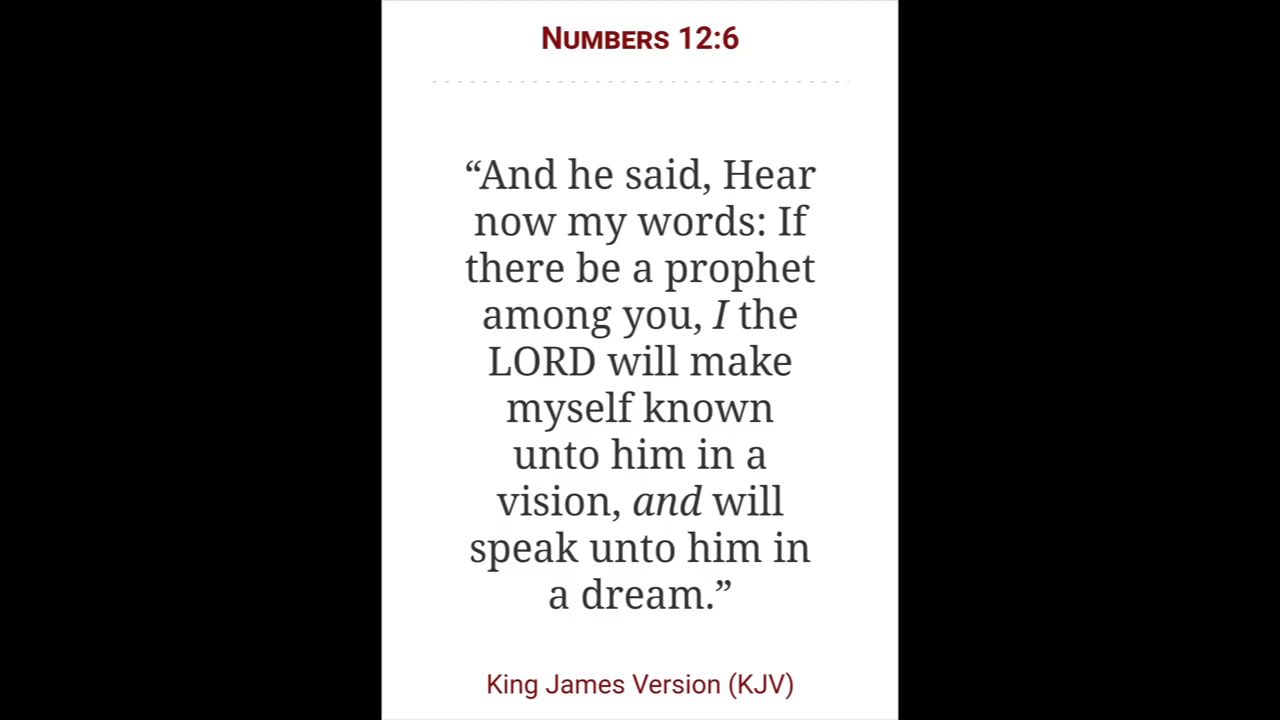 NUMBERS 12:6
“And he said, Hear
now my words: If
there be a prophet
among you, I the
LORD will make
myself known
unto him in a
vision, and will
speak unto him in
a dream.”
King James Version (KJV)